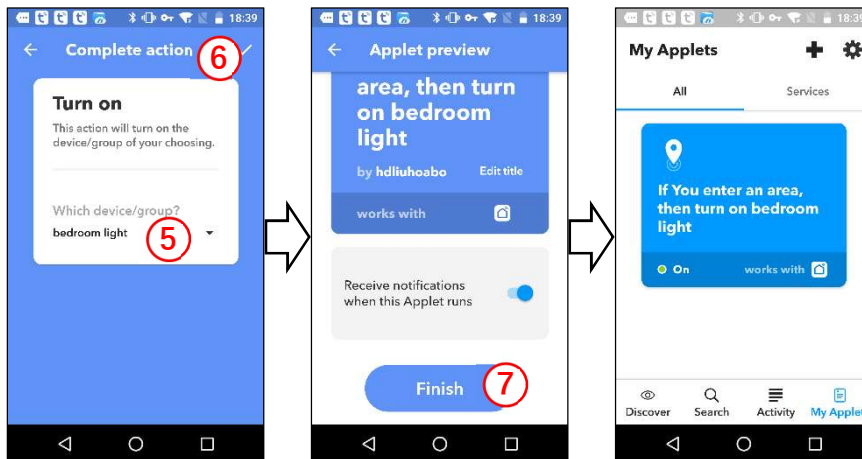 18:39
Complete action
6
Turn on
This action will turn on the
device/group of your choosing.
Which device/group?
bedroom light
5
18:39
Applet preview
area, then turn
on bedroom
light
by hdliuhoabo Edit title
works with
Receive notifications
when this Applet runs
Finish
7
18:39
My Applets
All Services
If You enter an area,
then turn on bedroom
light
On works with
Discover Search Activity My Applet